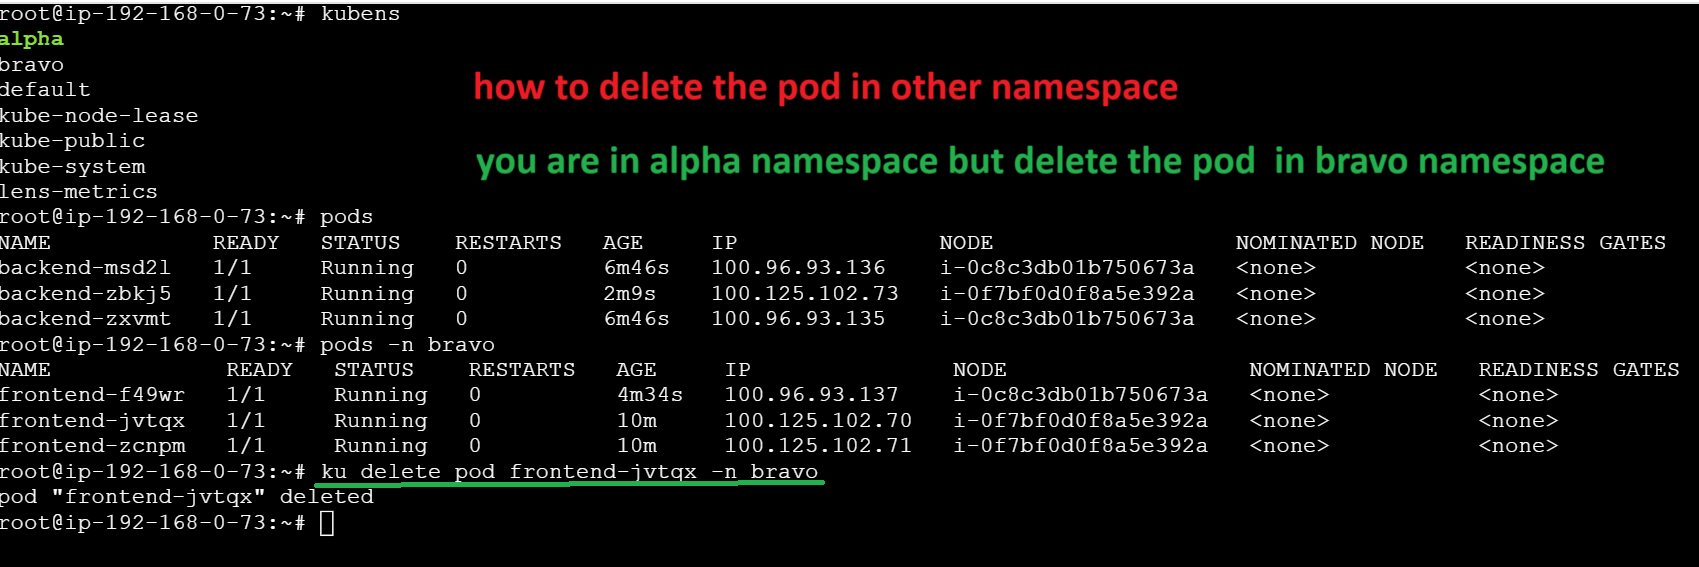 root@ip-192-168-0-73:~# kubens
alpha
bravo
default
how to delete the pod in other namespace
kube-node-lease
kube-public
you are in alpha namespace but delete the pod in bravo namespace
kube-system
lens-metrics
root@ip-192-168-0-73:~# pods
NAME READY STATUS RESTARTS AGE IP NODE NOMINATED NODE READINESS GATES
backend-msd2l 1/1 Running 0 6m46s 100.96.93.136 i-0c8c3db01b750673a <none> <none>
backend-zbkj5 1/1 Running 0 2m9s 100.125.102.73 i-0f7bf0d0f8a5e392a <none> <none>
backend-zxvmt 1/1 Running 0 6m46s 100.96.93.135 i-0c8c3db01b750673a <none> <none>
root@ip-192-168-0-73:~# pods -n bravo
NAME READY STATUS RESTARTS AGE IP NODE NOMINATED NODE READINESS GATES
frontend-f49wr 1/1 Running 0 4m34s 100.96.93.137 i-0c8c3db01b750673a <none> <none>
frontend-jvtqx 1/1 Running 0 10m 100.125.102.70 i-0f7bf0d0f8a5e392a <none> <none>
frontend-zcnpm 1/1 Running 0 10m 100.125.102.71 i-0f7bf0d0f8a5e392a <none> <none>
root@ip-192-168-0-73:~# ku delete pod frontend-jvtqx -n bravo
pod "frontend-jvtqx" deleted
root@ip-192-168-0-73:~#